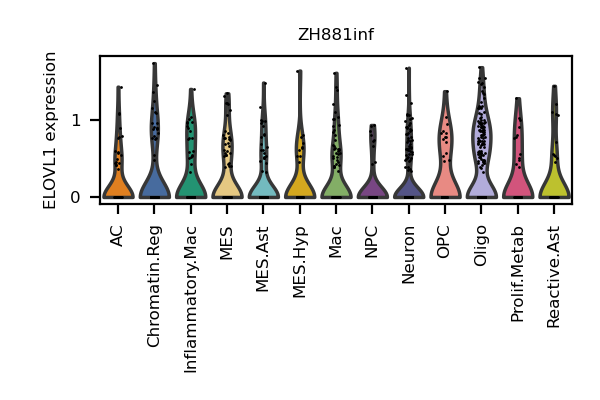 ZH881inf
ELOVL1 expression
1
0
AC
Chromatin.Reg
Inflammatory.Mac
MES
MES.Ast
MES.Hyp
Mac
NPC
Neuron
OPC
Oligo
Prolif.Metab
Reactive.Ast